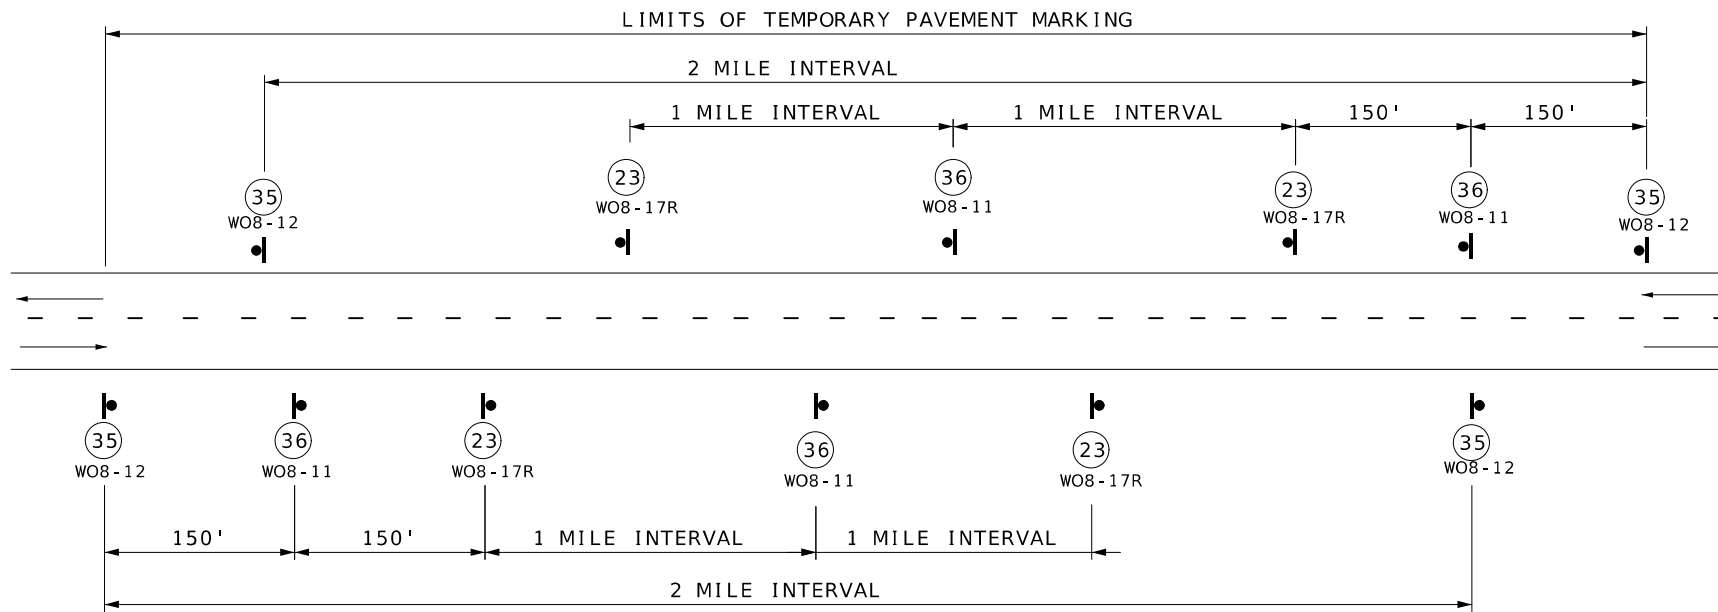 LIMITS OF TEMPORARY PAVEMENT MARKING
2 MILE INTERVAL
1 MILE INTERVAL 1 MILE INTERVAL 150' 150'
35 23 36 23 36 35
WO8-12 WO8-17R WO8-11 WO8-17R WO8-11 WO8-12
35 36 23 36 23 35
WO8-12 WO8-11 WO8-17R WO8-11 WO8-17R WO8-12
150' 150' 1 MILE INTERVAL 1 MILE INTERVAL
2 MILE INTERVAL